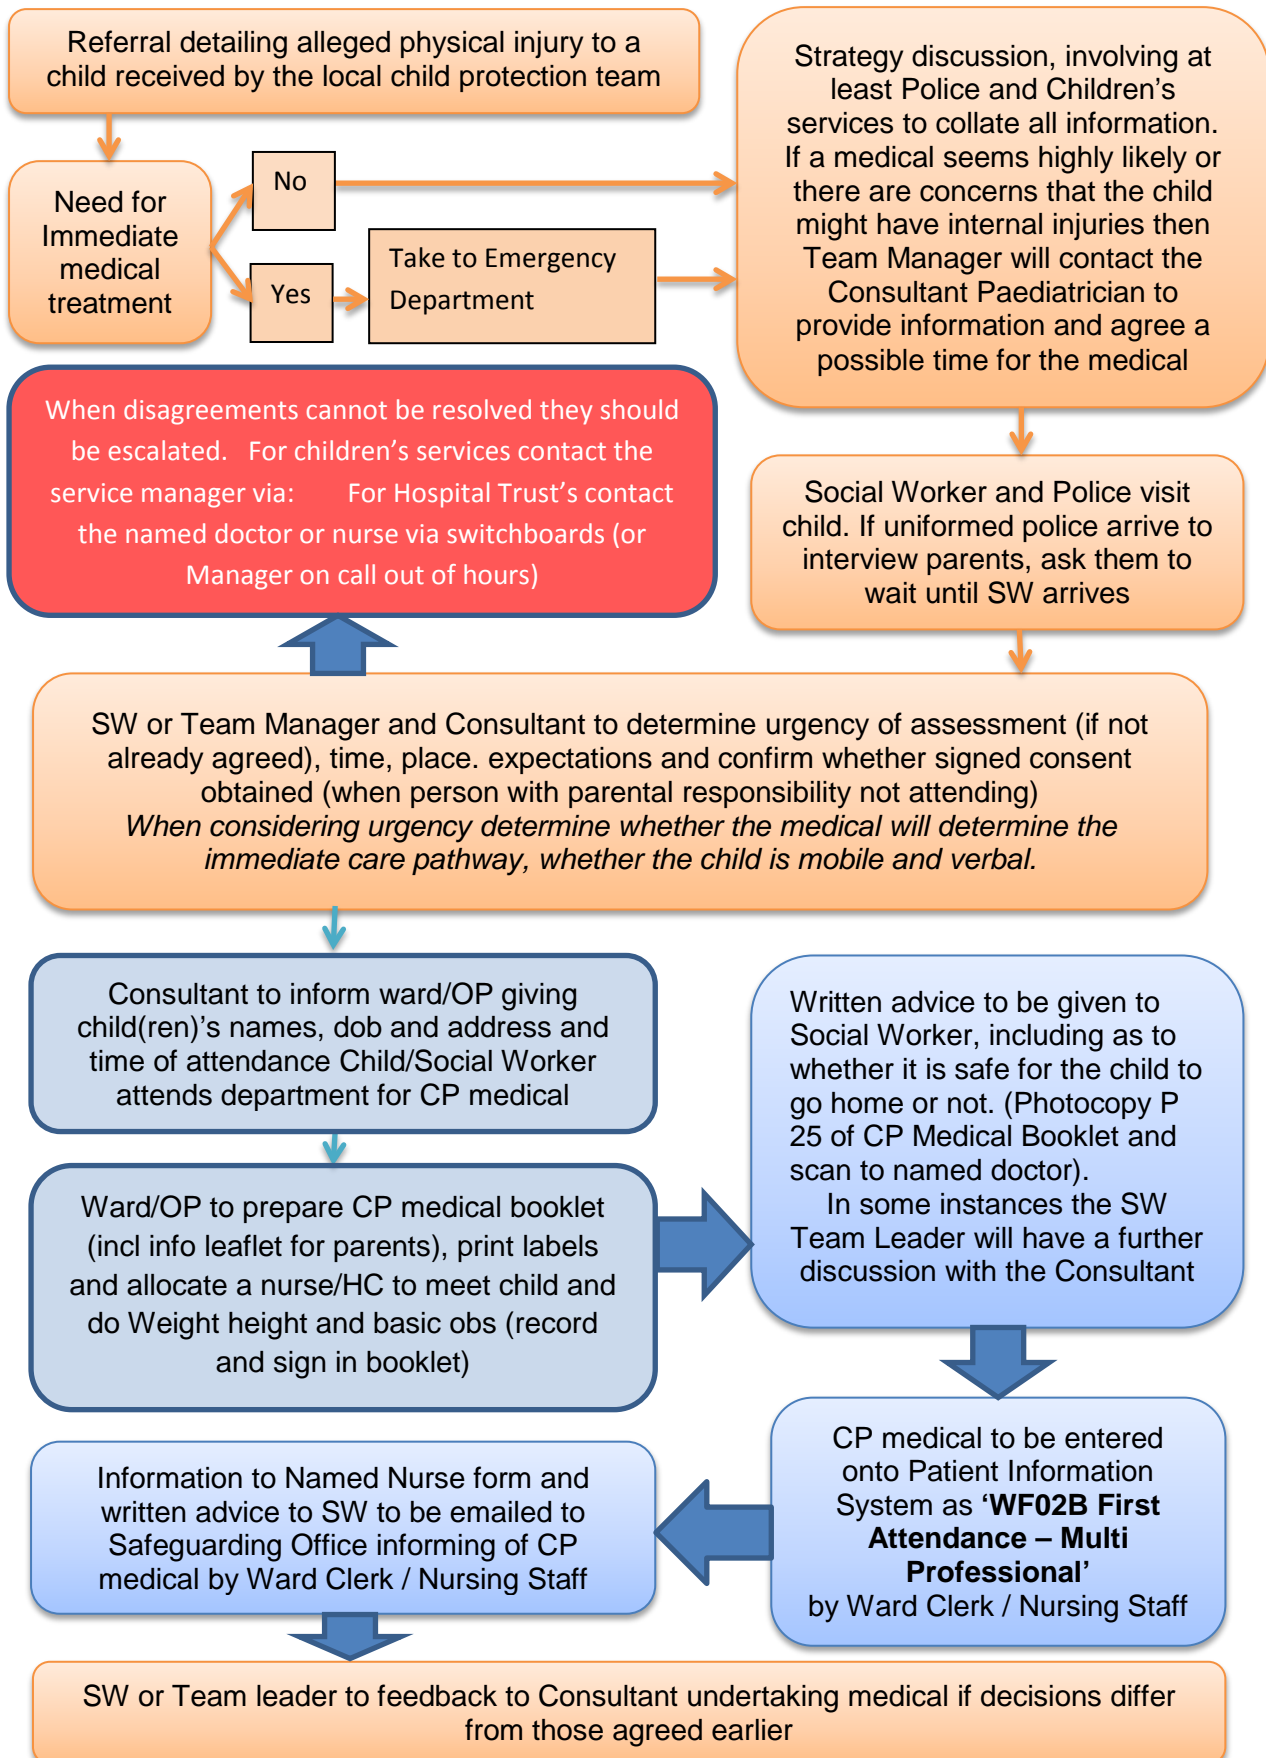 Referral detailing alleged physical injury to a
child received by the local child protection team
Need for
Immediate
medical
treatment
No
Yes
Take to Emergency
Department
Strategy discussion, involving at
least Police and Children's
services to collate all information.
If a medical seems highly likely or
there are concerns that the child
might have internal injuries then
Team Manager will contact the
Consultant Paediatrician to
provide information and agree a
possible time for the medical
When disagreements cannot be resolved they should
be escalated.   For children's services contact the
service manager via:       For Hospital Trust's contact
the named doctor or nurse via switchboards (or
Manager on call out of hours)
Social Worker and Police visit
child. If uniformed police arrive to
interview parents, ask them to
wait until SW arrives
SW or Team Manager and Consultant to determine urgency of assessment (if not
already agreed), time, place. expectations and confirm whether signed consent
obtained (when person with parental responsibility not attending)
When considering urgency determine whether the medical will determine the
immediate care pathway, whether the child is mobile and verbal.
Consultant to inform ward/OP giving
child(ren)'s names, dob and address and
time of attendance Child/Social Worker
attends department for CP medical
Ward/OP to prepare CP medical booklet
(incl info leaflet for parents), print labels
and allocate a nurse/HC to meet child and
do Weight height and basic obs (record
and sign in booklet)
Written advice to be given to
Social Worker, including as to
whether it is safe for the child to
go home or not. (Photocopy P
25 of CP Medical Booklet and
scan to named doctor).
In some instances the SW
Team Leader will have a further
discussion with the Consultant
CP medical to be entered
onto Patient Information
System as ‘WF02B First
Attendance – Multi
Professional’
by Ward Clerk / Nursing Staff
Information to Named Nurse form and
written advice to SW to be emailed to
Safeguarding Office informing of CP
medical by Ward Clerk / Nursing Staff
SW or Team leader to feedback to Consultant undertaking medical if decisions differ
from those agreed earlier